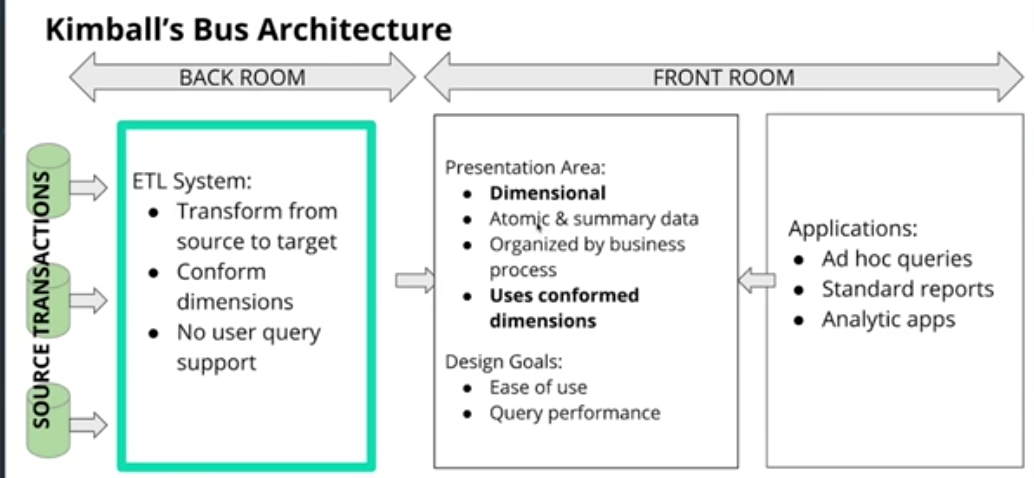 Kimball's Bus Architecture
BACK ROOM
FRONT ROOM
SOURCE TRANSACTIONS
ETL System:
● Transform from
source to target
● Conform
dimensions
● No user query
support
Presentation Area:
● Dimensional
● Atomic & summary data
● Organized by business
process
● Uses conformed
dimensions
Design Goals:
● Ease of use
● Query performance
Applications:
● Ad hoc queries
● Standard reports
● Analytic apps